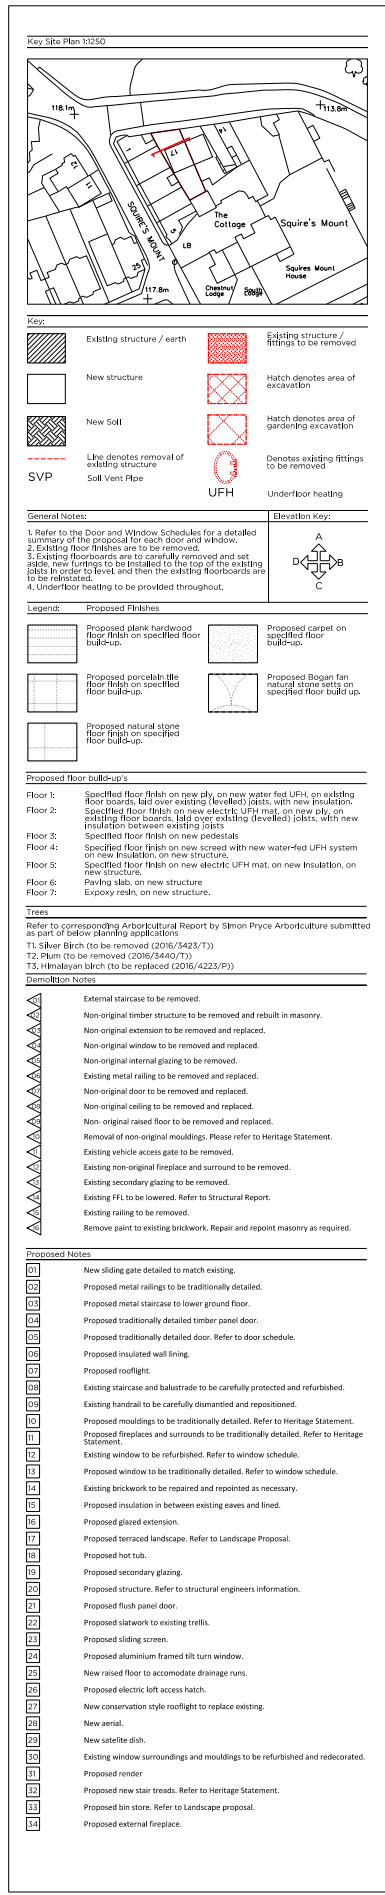 Key Site Plan 1:1250
118.1m
113.8m
14
1
17
12
11
SQUIRE'S MOUNT
The
Cottage
Squire's Mount
5
LB
25
Squires Mount
House
Chestnut
Lodge
South
Lodge
117.8m
Key:
Existing structure / earth
Existing structure /
fittings to be removed
New structure
Hatch denotes area of
excavation
New Soil
Hatch denotes area of
gardening excavation
Line denotes removal of
existing structure
Denotes existing fittings
to be removed
SVP
Soil Vent Pipe
UFH
Underfloor heating
General Notes:
Elevation Key:
1. Refer to the Door and Window Schedules for a detailed
summary of the proposal for each door and window.
2. Existing floor finishes are to be removed.
3. Existing floorboards are to carefully removed and set
aside, new furrings to be installed to the top of the existing
joists in order to level, and then the existing floorboards are
to be reinstated.
4. Underfloor heating to be provided throughout.
A
D
B
C
Legend:
Proposed Finishes
Proposed plank hardwood
floor finish on specified floor
build-up.
Proposed carpet on
specified floor
build-up.
Proposed porcelain tile
floor finish on specified
floor build-up.
Proposed Bogan fan
natural stone setts on
specified floor build up.
Proposed natural stone
floor finish on specified
floor build-up.
Proposed floor build-up's
Floor 1:
Specified floor finish on new ply, on new water fed UFH, on existing
floor boards, laid over existing (levelled) joists, with new insulation.
Floor 2:
Specified floor finish on new electric UFH mat, on new ply, on
existing floor boards, laid over existing (levelled) joists, with new
insulation between existing joists
Floor 3:
Specified floor finish on new pedestals
Floor 4:
Specified floor finish on new screed with new water-fed UFH system
on new insulation, on new structure.
Floor 5:
Specified floor finish on new electric UFH mat, on new insulation, on
new structure.
Floor 6:
Paving slab, on new structure
Floor 7:
Expoxy resin, on new structure.
Trees
Refer to corresponding Arboricultural Report by Simon Pryce Arboriculture submitted
as part of below planning applications
T1. Silver Birch (to be removed (2016/3423/T))
T2. Plum (to be removed (2016/3440/T))
T3. Himalayan birch (to be replaced (2016/4223/P))
Demolition Notes
01 External staircase to be removed.
02 Non-original timber structure to be removed and rebuilt in masonry.
03 Non-original extension to be removed and replaced.
04 Non-original window to be removed and replaced.
05 Non-original internal glazing to be removed.
06 Existing metal railing to be removed and replaced.
07 Non-original door to be removed and replaced.
08 Non-original ceiling to be removed and replaced.
09 Non- original raised floor to be removed and replaced.
10 Removal of non-original mouldings. Please refer to Heritage Statement.
11 Existing vehicle access gate to be removed.
12 Existing non-original fireplace and surround to be removed.
13 Existing secondary glazing to be removed.
14 Existing FFL to be lowered. Refer to Structural Report.
15 Existing railing to be removed.
16 Remove paint to existing brickwork. Repair and repoint masonry as required.
Proposed Notes
01 New sliding gate detailed to match existing.
02 Proposed metal railings to be traditionally detailed.
03 Proposed metal staircase to lower ground floor.
04 Proposed traditionally detailed timber panel door.
05 Proposed traditionally detailed door. Refer to door schedule.
06 Proposed insulated wall lining.
07 Proposed rooflight.
08 Existing staircase and balustrade to be carefully protected and refurbished.
09 Existing handrail to be carefully dismantled and repositioned.
10 Proposed mouldings to be traditionally detailed. Refer to Heritage Statement.
11 Proposed fireplaces and surrounds to be traditionally detailed. Refer to Heritage
Statement.
12 Existing window to be refurbished. Refer to window schedule.
13 Proposed window to be traditionally detailed. Refer to window schedule.
14 Existing brickwork to be repaired and repointed as necessary.
15 Proposed insulation in between existing eaves and lined.
16 Proposed glazed extension.
17 Proposed terraced landscape. Refer to Landscape Proposal.
18 Proposed hot tub.
19 Proposed secondary glazing.
20 Proposed structure. Refer to structural engineers information.
21 Proposed flush panel door.
22 Proposed slatwork to existing trellis.
23 Proposed sliding screen.
24 Proposed aluminium framed tilt turn window.
25 New raised floor to accomodate drainage runs.
26 Proposed electric loft access hatch.
27 New conservation style rooflight to replace existing.
28 New aerial.
29 New satelite dish.
30 Existing window surroundings and mouldings to be refurbished and redecorated.
31 Proposed render
32 Proposed new stair treads. Refer to Heritage Statement.
33 Proposed bin store. Refer to Landscape proposal.
34 Proposed external fireplace.